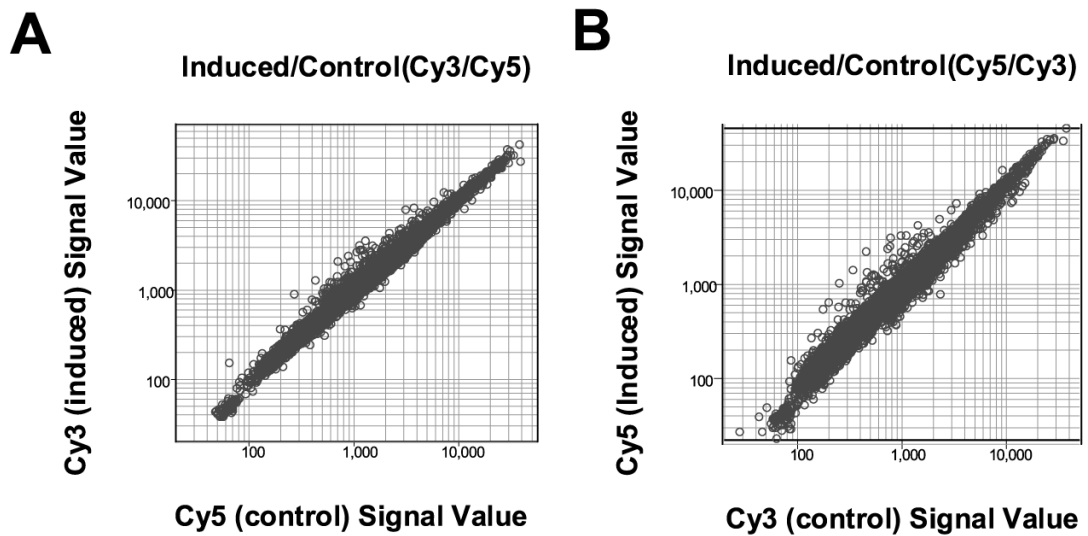 A
Induced/Control(Cy3/Cy5)
Cy3 (induced) Signal Value
10,000
1,000
100
100
1,000
10,000
Cy5 (control) Signal Value
B
Induced/Control(Cy5/Cy3)
Cy5 (Induced) Signal Value
10,000
1,000
100
100
1,000
10,000
Cy3 (control) Signal Value